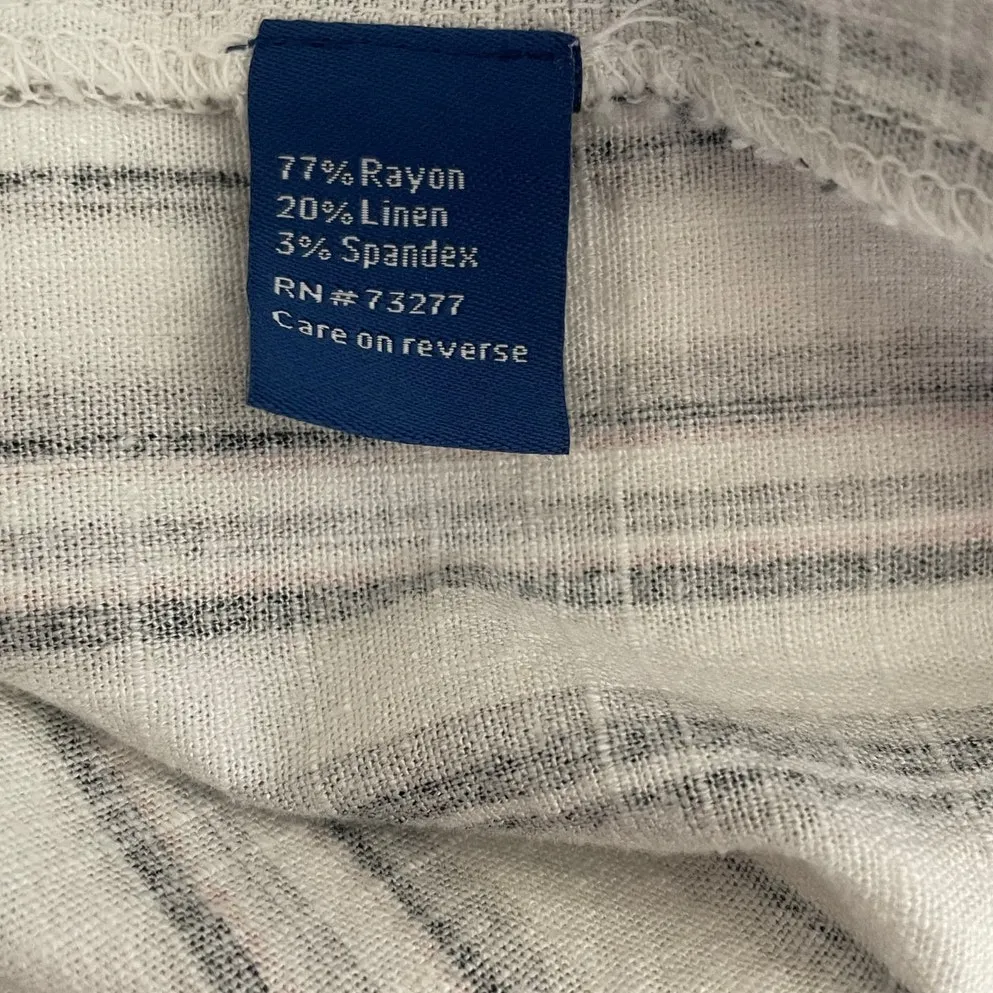 77% Rayon
20% Linen
3% Spandex
RN # 73277
Care on reverse